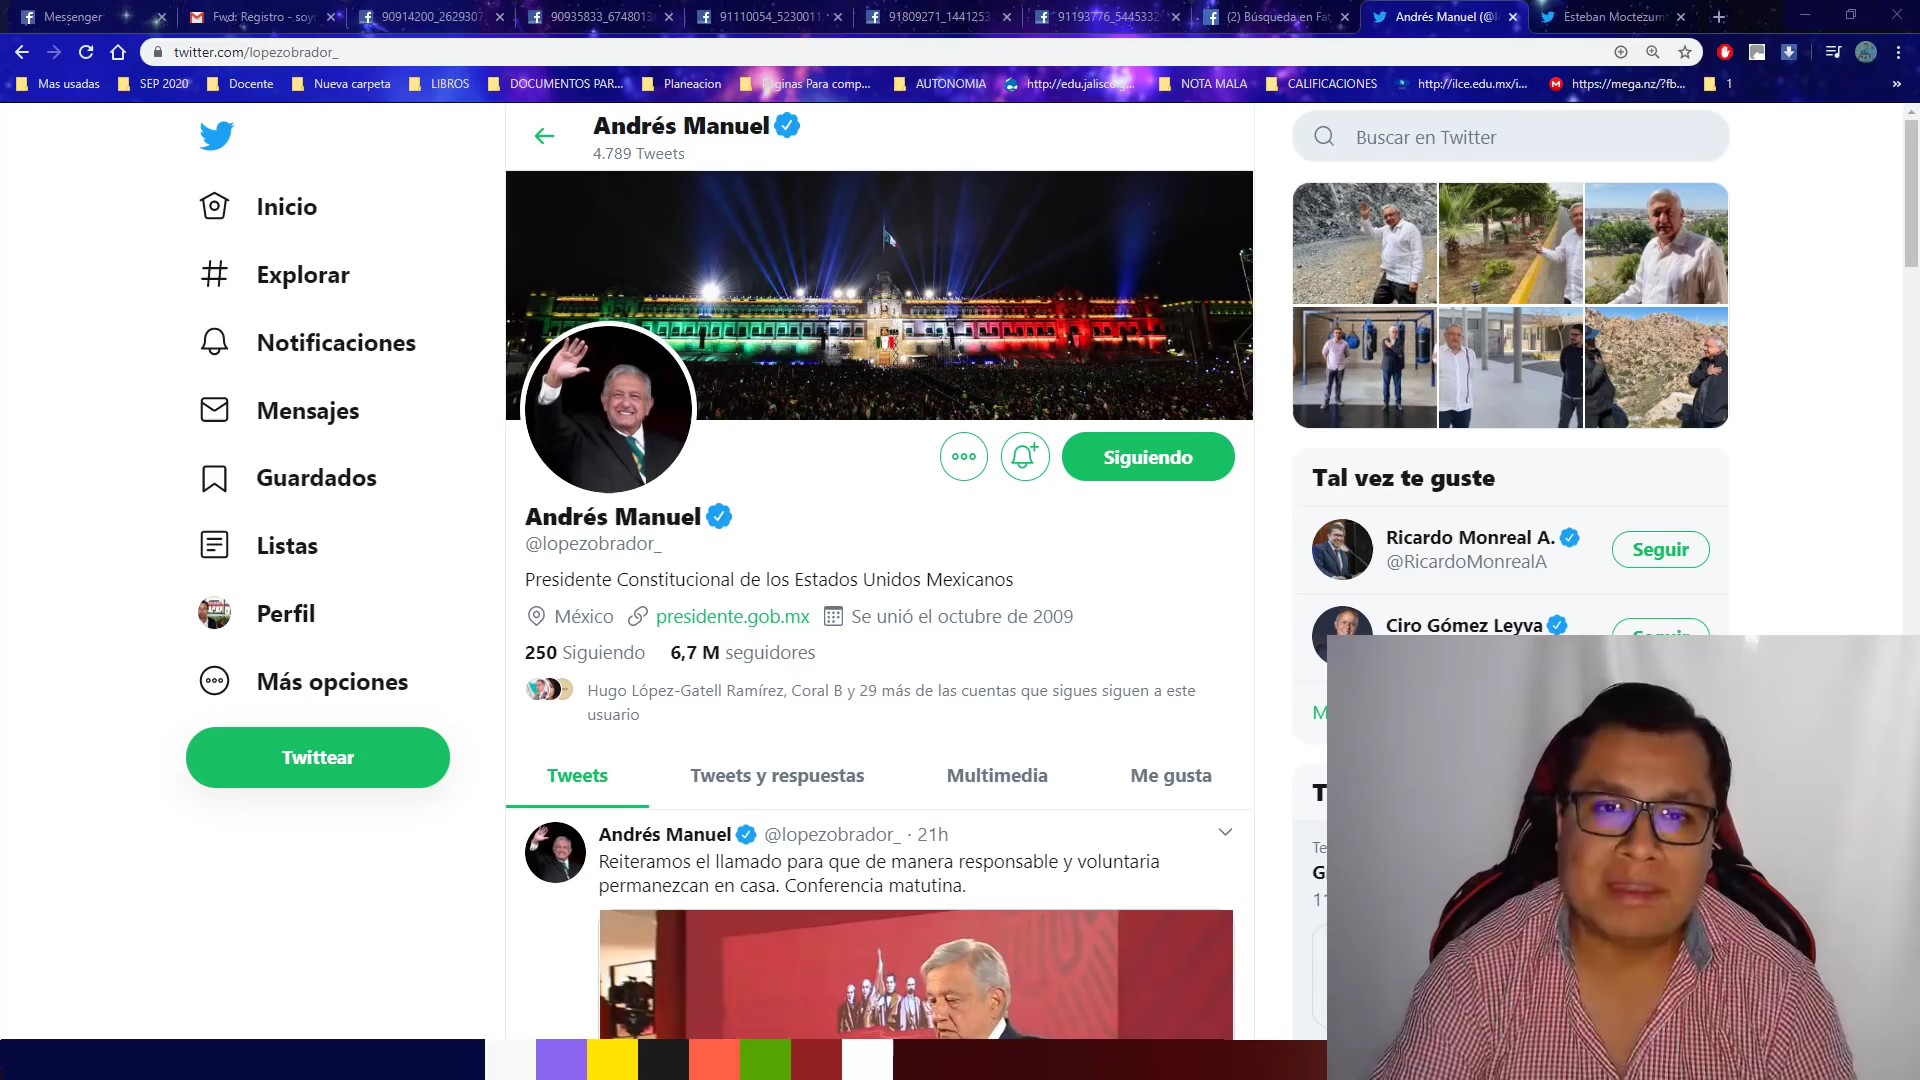 Messenger
Fwd: Registro - soyc
90914200_2629307
90935833_6748013
91110054_5230011
91809271_1441253
91193776_5445332
(2) Búsqueda en Fa
Andrés Manuel (@l
Esteban Moctezum
twitter.com/lopezobrador_
Mas usadas
SEP 2020
Docente
Nueva carpeta
LIBROS
DOCUMENTOS PAR...
Planeacion
Paginas Para comp...
AUTONOMIA
http://edu.jalisco.g...
NOTA MALA
CALIFICACIONES
http://ilce.edu.mx/i...
https://mega.nz/?fb...
1
Inicio
Explorar
Notificaciones
Mensajes
Guardados
Listas
Perfil
Más opciones
Twittear
Andrés Manuel
4.789 Tweets
Siguiendo
Andrés Manuel
@lopezobrador_
Presidente Constitucional de los Estados Unidos Mexicanos
México presidente.gob.mx Se unió el octubre de 2009
250 Siguiendo 6,7 M seguidores
Hugo López-Gatell Ramírez, Coral B y 29 más de las cuentas que sigues siguen a este
usuario
Tweets
Tweets y respuestas
Multimedia
Me gusta
Andrés Manuel @lopezobrador_ · 21h
Reiteramos el llamado para que de manera responsable y voluntaria
permanezcan en casa. Conferencia matutina.
Buscar en Twitter
Tal vez te guste
Ricardo Monreal A.
@RicardoMonrealA
Seguir
Ciro Gómez Leyva